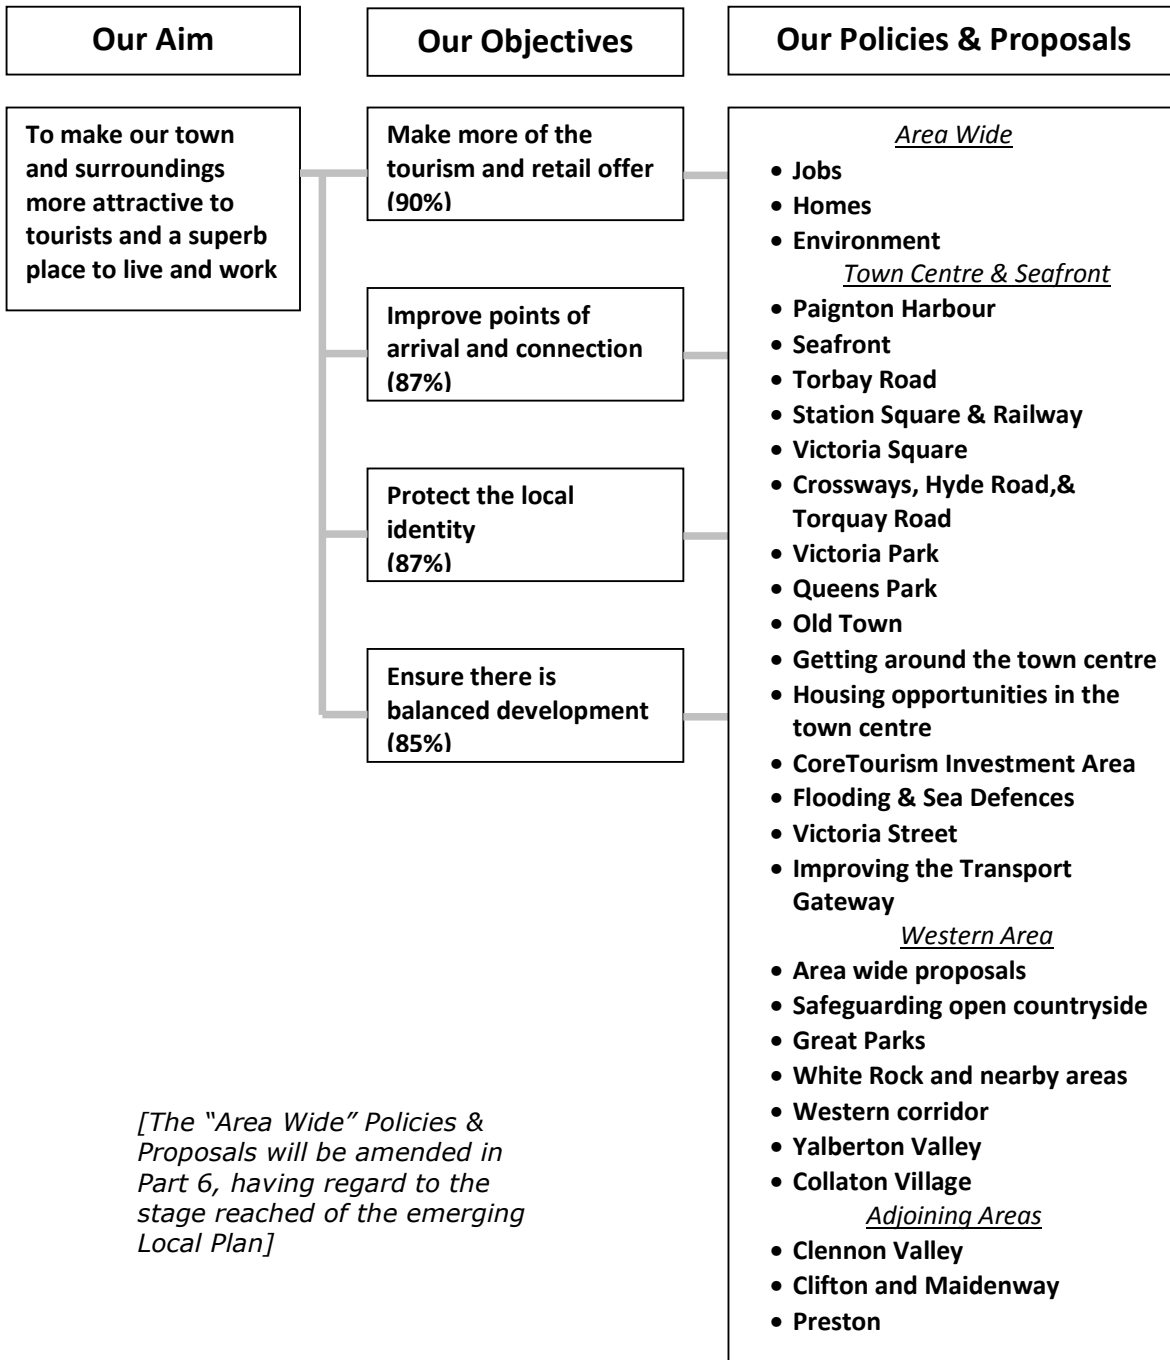 Our Aim
Our Objectives
Our Policies & Proposals
To make our town
and surroundings
more attractive to
tourists and a superb
place to live and work
Make more of the
tourism and retail offer
(90%)
Improve points of
arrival and connection
(87%)
Protect the local
identity
(87%)
Ensure there is
balanced development
(85%)
Area Wide
• Jobs
• Homes
• Environment
Town Centre & Seafront
• Paignton Harbour
• Seafront
• Torbay Road
• Station Square & Railway
• Victoria Square
• Crossways, Hyde Road,&
Torquay Road
• Victoria Park
• Queens Park
• Old Town
• Getting around the town centre
• Housing opportunities in the
town centre
• CoreTourism Investment Area
• Flooding & Sea Defences
• Victoria Street
• Improving the Transport
Gateway
Western Area
• Area wide proposals
• Safeguarding open countryside
• Great Parks
• White Rock and nearby areas
• Western corridor
• Yalberton Valley
• Collaton Village
Adjoining Areas
• Clennon Valley
• Clifton and Maidenway
• Preston
[The “Area Wide” Policies &
Proposals will be amended in
Part 6, having regard to the
stage reached of the emerging
Local Plan]